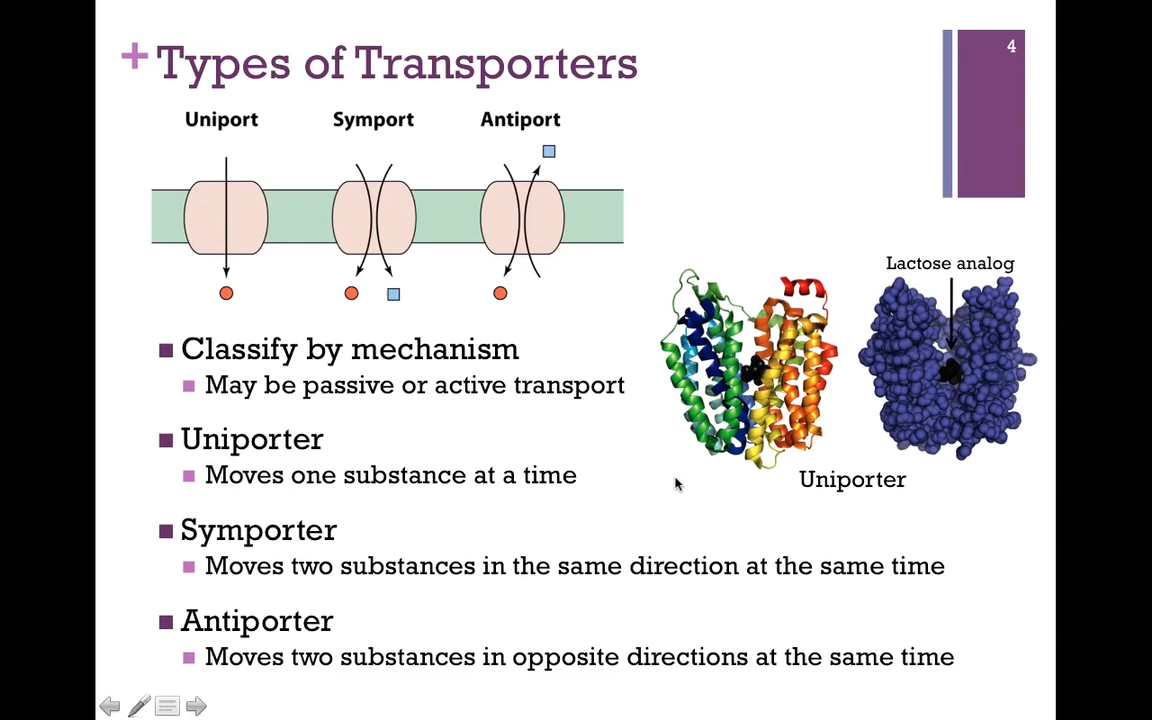 + Types of Transporters
4
Uniport Symport Antiport
Lactose analog
Uniporter
Classify by mechanism
May be passive or active transport
Uniporter
Moves one substance at a time
Symporter
Moves two substances in the same direction at the same time
Antiporter
Moves two substances in opposite directions at the same time